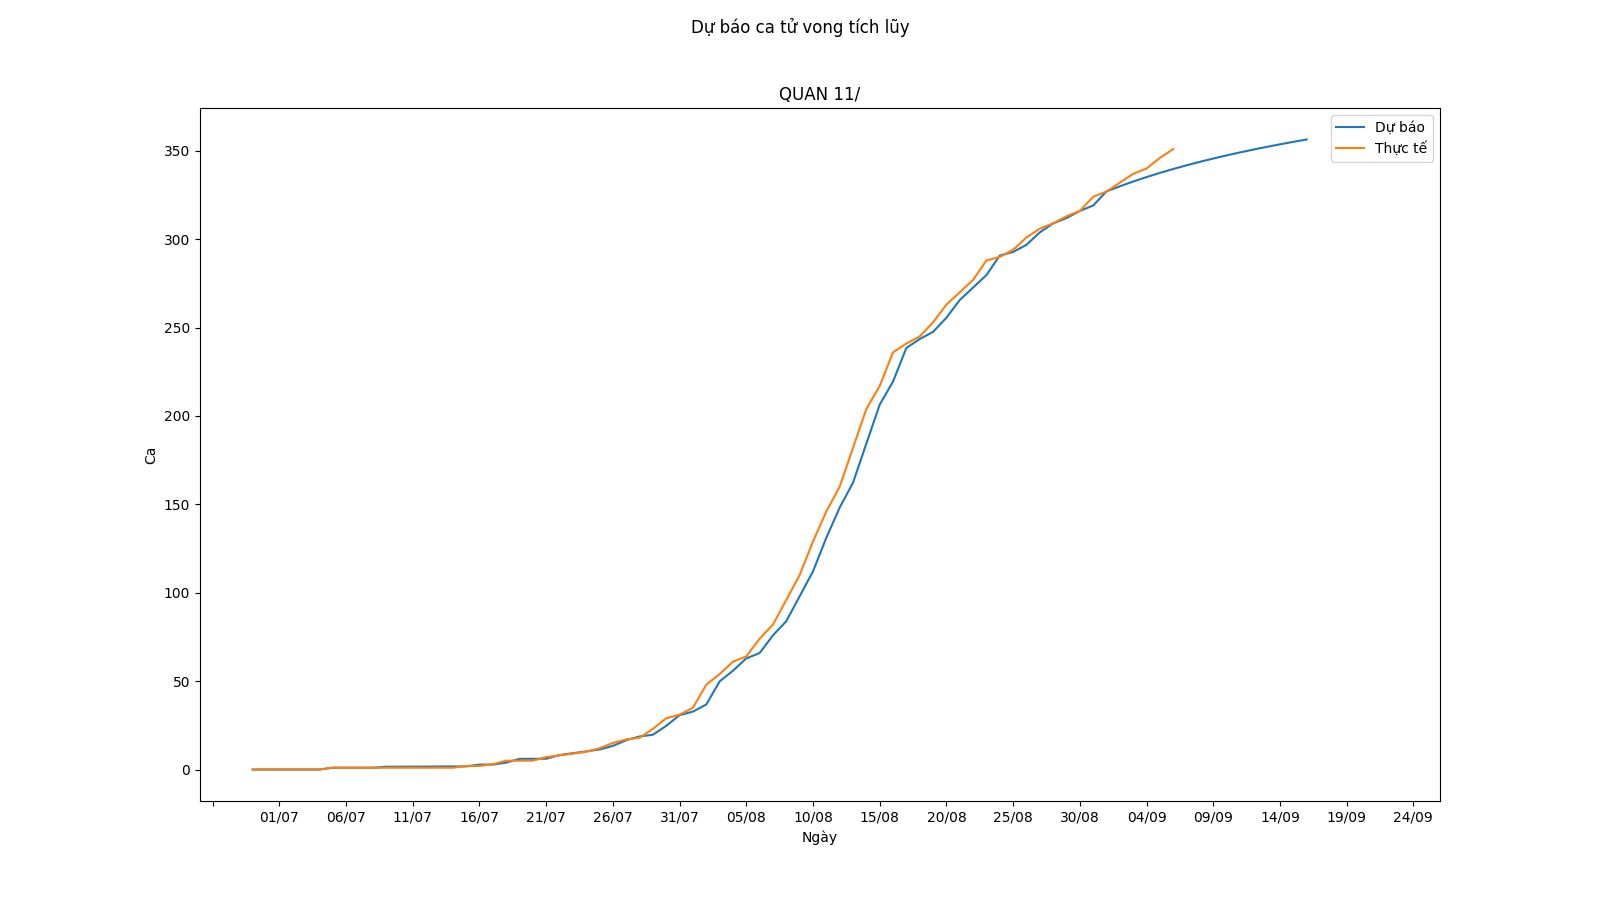 Dự báo ca tử vong tích lũy
QUAN 11/
Dự báo
Thực tế
350
300
250
200
150
100
50
0
Ca
01/07 06/07 11/07 16/07 21/07 26/07 31/07 05/08 10/08 15/08 20/08 25/08 30/08 04/09 09/09 14/09 19/09 24/09
Ngày